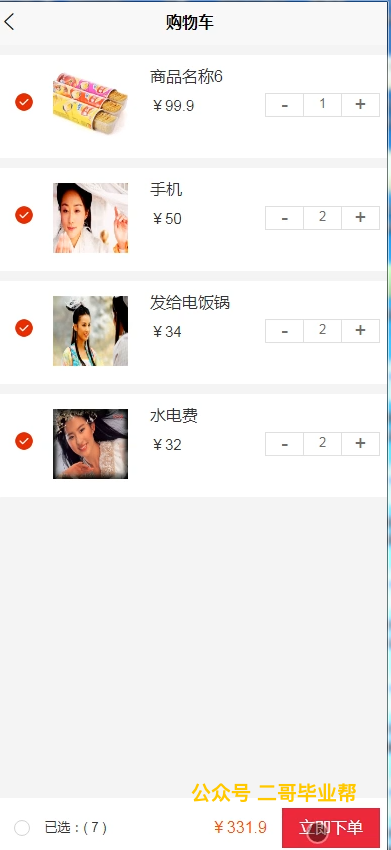 购物车
商品名称6
￥99.9
- 1 +
手机
￥50
- 2 +
发给电饭锅
￥34
- 2 +
水电费
￥32
- 2 +
公众号 二哥毕业帮
已选：( 7 )
￥331.9
立即下单